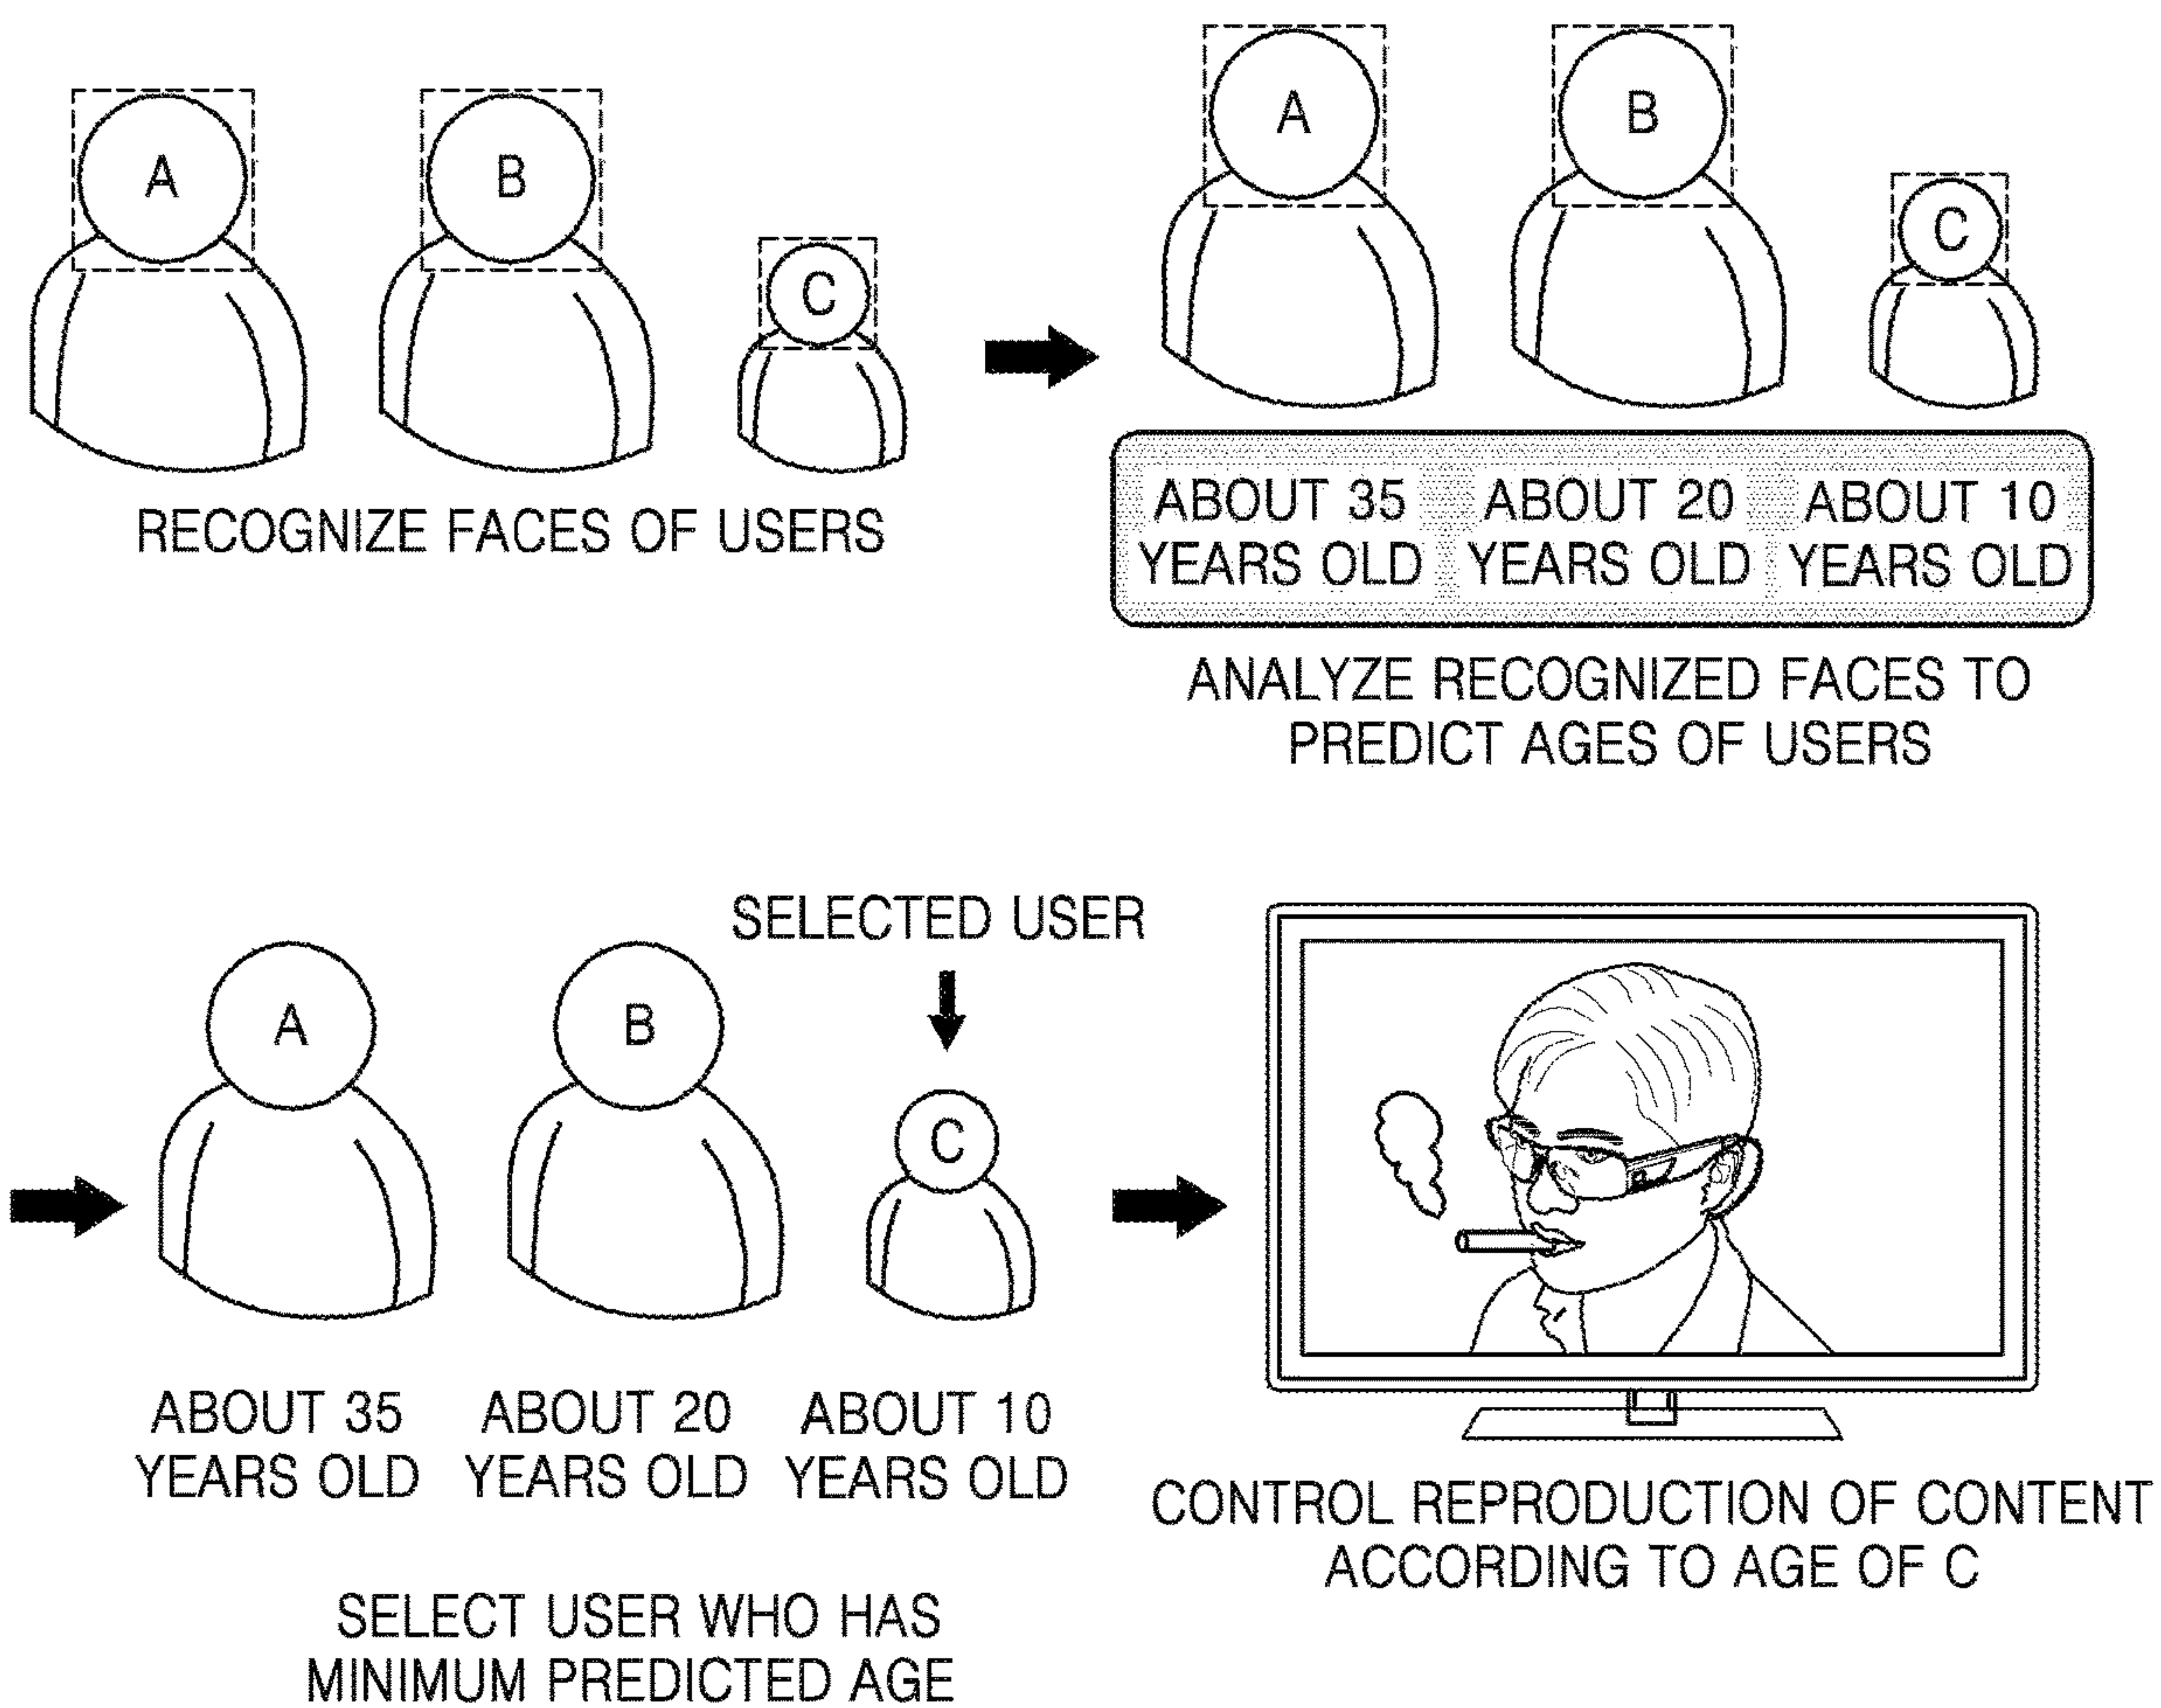 A
B
C
RECOGNIZE FACES OF USERS
A
B
C
ABOUT 35 ABOUT 20 ABOUT 10
YEARS OLD YEARS OLD YEARS OLD
ANALYZE RECOGNIZED FACES TO
PREDICT AGES OF USERS
SELECTED USER
A
B
C
ABOUT 35 ABOUT 20 ABOUT 10
YEARS OLD YEARS OLD YEARS OLD
SELECT USER WHO HAS
MINIMUM PREDICTED AGE
CONTROL REPRODUCTION OF CONTENT
ACCORDING TO AGE OF C